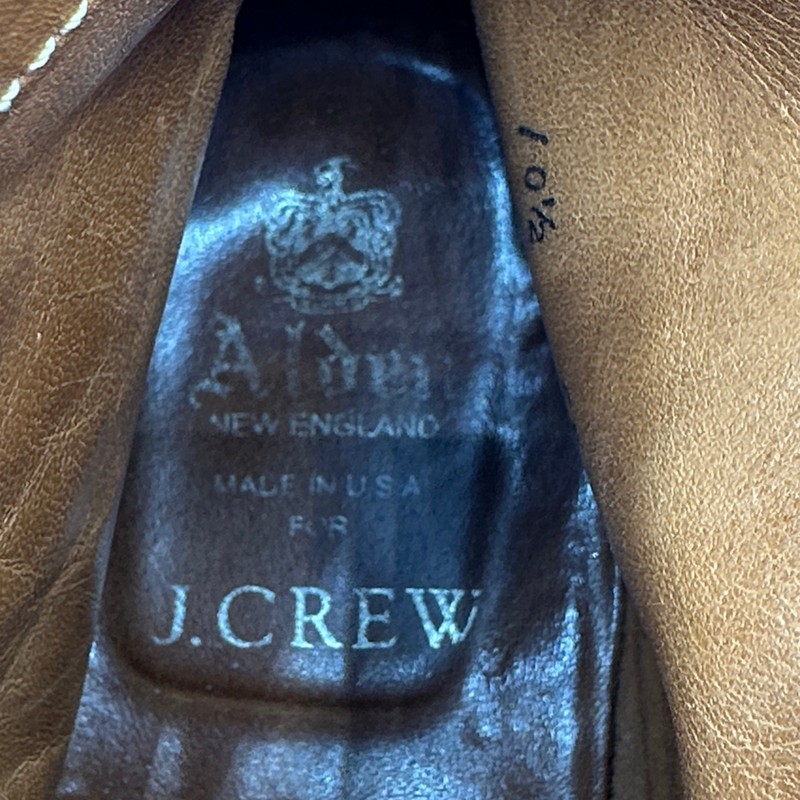 Alden
NEW ENGLAND
MADE IN U.S.A
FOR
J.CREW
10½